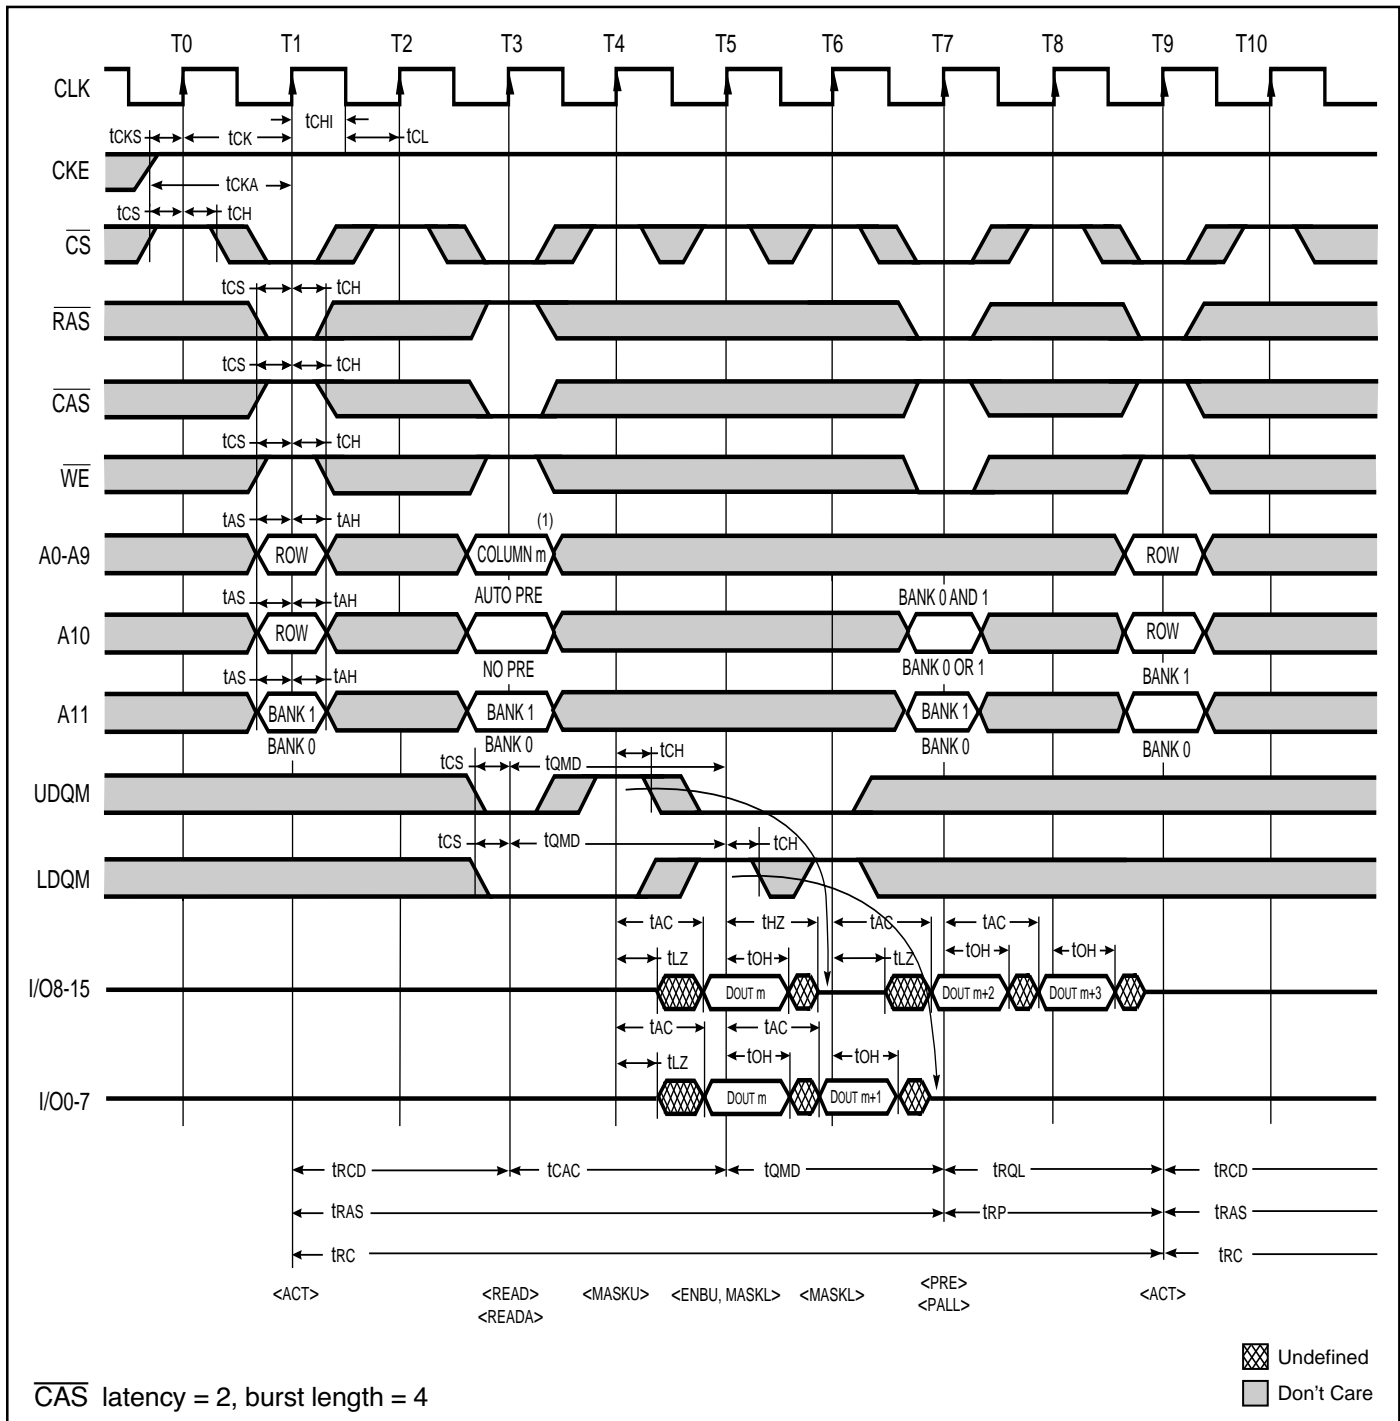 T0 T1 T2 T3 T4 T5 T6 T7 T8 T9 T10
CLK
tCHI
tCKS tCK tCL
CKE
tCKA
tCS tCH
CS
tCS tCH
RAS
tCS tCH
CAS
tCS tCH
WE
tAS tAH (1)
A0-A9 ROW COLUMN m ROW
tAS tAH AUTO PRE BANK 0 AND 1
A10 ROW ROW
NO PRE BANK 0 OR 1 BANK 1
tAS tAH
A11 BANK 1 BANK 1 BANK 1
BANK 0 BANK 0 BANK 0 BANK 0
tCS tQMD tCH
UDQM
tCS tQMD tCH
LDQM
tAC tHZ tAC tAC
tLZ tOH tLZ tOH tOH
I/O8-15 DOUT m DOUT m+2 DOUT m+3
tAC tAC
tLZ tOH tOH
I/O0-7 DOUT m DOUT m+1
tRCD tCAC tQMD tRQL tRCD
tRAS tRP tRAS
tRC tRC
<ACT> <READ> <MASKU> <ENBU, MASKL> <MASKL> <PRE> <ACT>
<READA> <PALL>
Undefined
Don't Care
CAS latency = 2, burst length = 4